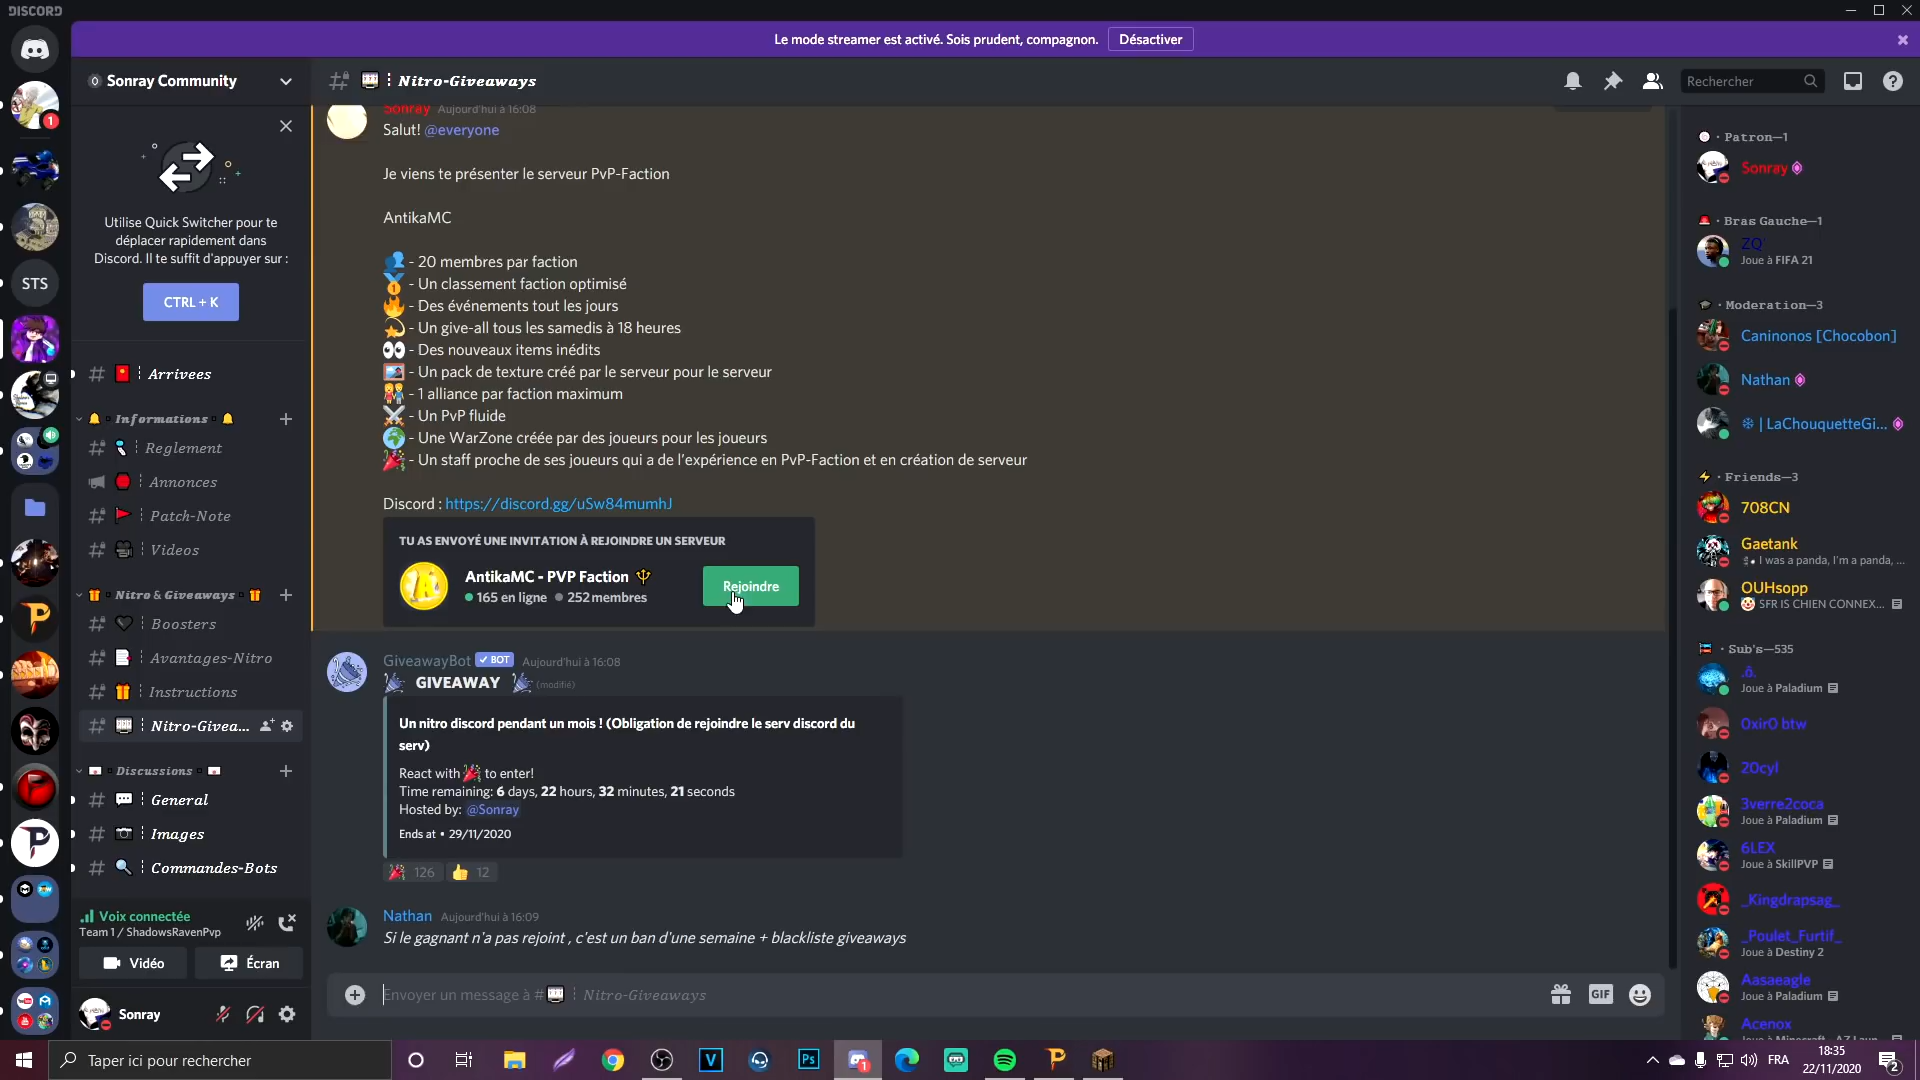 DISCORD
Le mode streamer est activé. Sois prudent, compagnon.
Désactiver
Sonray Community
Nitro-Giveaways
Rechercher
Utilise Quick Switcher pour te
déplacer rapidement dans
Discord. Il te suffit d'appuyer sur :
CTRL + K
STS
Arrivees
Informations
Reglement
Annonces
Patch-Note
Videos
Nitro & Giveaways
Boosters
Avantages-Nitro
Instructions
Nitro-Givea...
Discussions
General
Images
Commandes-Bots
Voix connectée
Team 1 / ShadowsRavenPvp
Vidéo
Écran
Sonray
Sonray Aujourd'hui à 16:08
Salut! @everyone
Je viens te présenter le serveur PvP-Faction
AntikaMC
- 20 membres par faction
- Un classement faction optimisé
- Des événements tout les jours
- Un give-all tous les samedis à 18 heures
- Des nouveaux items inédits
- Un pack de texture créé par le serveur pour le serveur
- 1 alliance par faction maximum
- Un PvP fluide
- Une WarZone créée par des joueurs pour les joueurs
- Un staff proche de ses joueurs qui a de l'expérience en PvP-Faction et en création de serveur
Discord : https://discord.gg/uSw84mumhJ
TU AS ENVOYÉ UNE INVITATION À REJOINDRE UN SERVEUR
AntikaMC - PVP Faction
165 en ligne 252 membres
Rejoindre
GiveawayBot BOT Aujourd'hui à 16:08
GIVEAWAY (modifié)
Un nitro discord pendant un mois ! (Obligation de rejoindre le serv discord du
serv)
React with to enter!
Time remaining: 6 days, 22 hours, 32 minutes, 21 seconds
Hosted by: @Sonray
Ends at • 29/11/2020
126 12
Nathan Aujourd'hui à 16:09
Si le gagnant n'a pas rejoint , c'est un ban d'une semaine + blackliste giveaways
Envoyer un message à # Nitro-Giveaways
GIF
Patron—1
Sonray
Bras Gauche—1
ZQ'
Joue à FIFA 21
Moderation—3
Caninonos [Chocobon]
Nathan
❄ | LaChouquetteGi...
Friends—3
708CN
Gaetank
I was a panda, I'm a panda, ...
OUHsopp
SFR IS CHIEN CONNEX...
Sub's—535
.ô.
Joue à Paladium
0xir0 btw
20cyl
3verre2coca
Joue à Paladium
6LEX
Joue à SkillPVP
_Kingdrapsag_
_Poulet_Furtif_
Joue à Destiny 2
Aasaeagle
Joue à Paladium
Acenox
Taper ici pour rechercher
FRA
18:35
22/11/2020